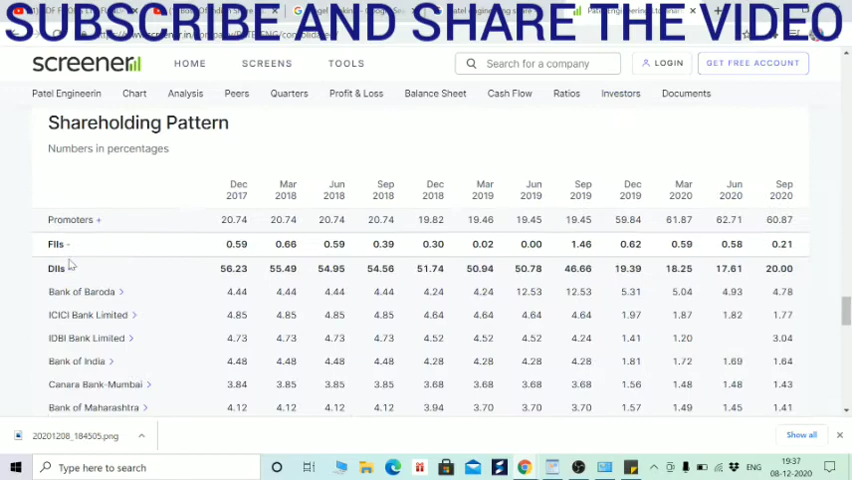 SUBSCRIBE AND SHARE THE VIDEO
screener
HOME SCREENS TOOLS Search for a company LOGIN GET FREE ACCOUNT
Patel Engineerin Chart Analysis Peers Quarters Profit & Loss Balance Sheet Cash Flow Ratios Investors Documents
Shareholding Pattern
Numbers in percentages
Dec Mar Jun Sep Dec Mar Jun Sep Dec Mar Jun Sep
2017 2018 2018 2018 2018 2019 2019 2019 2019 2020 2020 2020
Promoters + 20.74 20.74 20.74 20.74 19.82 19.46 19.45 19.45 59.84 61.87 62.71 60.87
FIIs - 0.59 0.66 0.59 0.39 0.30 0.02 0.00 1.46 0.62 0.59 0.58 0.21
DIIs 56.23 55.49 54.95 54.56 51.74 50.94 50.78 46.66 19.39 18.25 17.61 20.00
Bank of Baroda > 4.44 4.44 4.44 4.44 4.24 4.24 12.53 12.53 5.31 5.04 4.93 4.78
ICICI Bank Limited > 4.85 4.85 4.85 4.85 4.64 4.64 4.64 4.64 1.97 1.87 1.82 1.77
IDBI Bank Limited > 4.73 4.73 4.73 4.73 4.52 4.52 4.52 4.24 1.41 1.20 3.04
Bank of India > 4.48 4.48 4.48 4.48 4.28 4.28 4.28 4.28 1.81 1.72 1.69 1.64
Canara Bank-Mumbai > 3.84 3.85 3.85 3.85 3.68 3.68 3.68 3.68 1.56 1.48 1.48 1.43
Bank of Maharashtra > 4.12 4.12 4.12 4.12 3.94 3.70 3.70 3.70 1.57 1.49 1.45 1.41
20201208_184505.png Show all
Type here to search ENG 19:37
08-12-2020